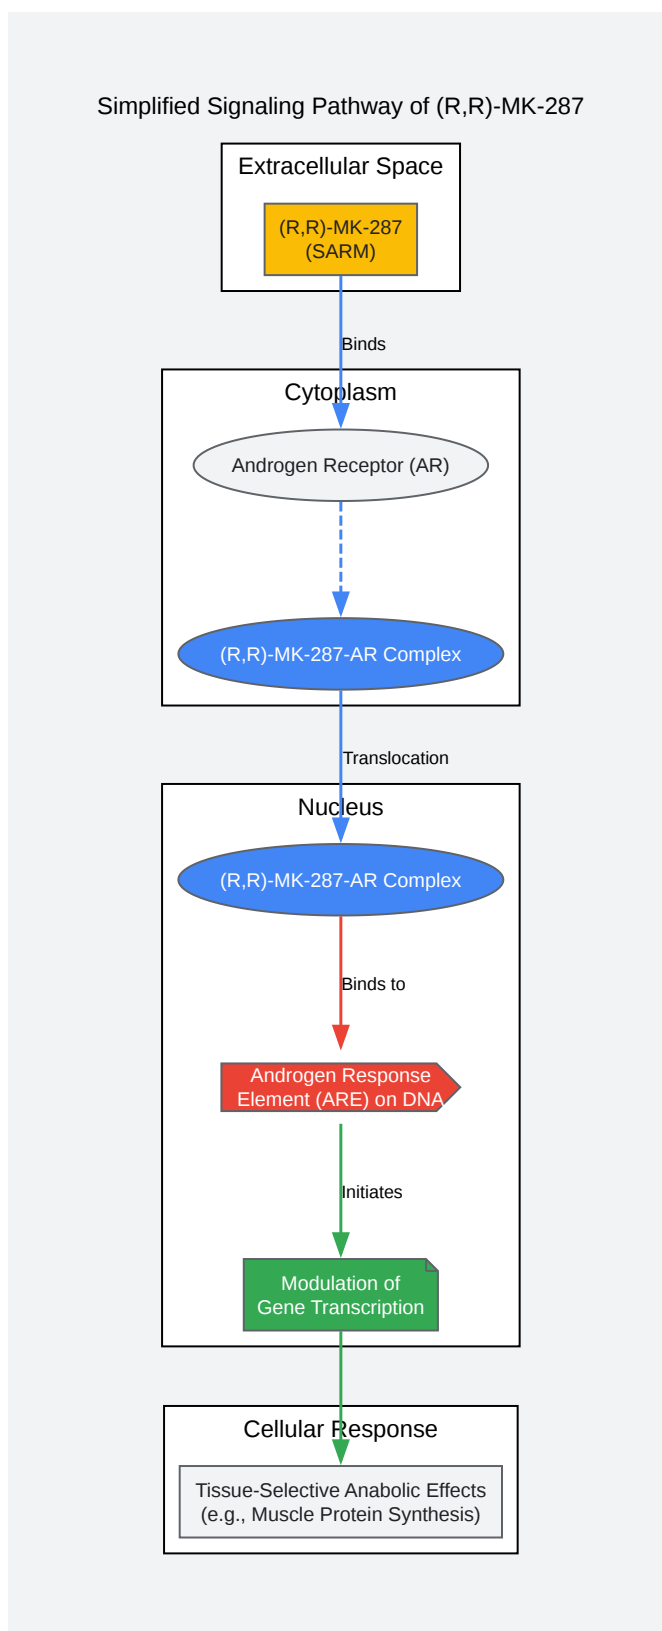 Simplified Signaling Pathway of (R,R)-MK-287
Extracellular Space
(R,R)-MK-287
(SARM)
Binds
Cytoplasm
Androgen Receptor (AR)
(R,R)-MK-287-AR Complex
Translocation
Nucleus
(R,R)-MK-287-AR Complex
Binds to
Androgen Response
Element (ARE) on DNA
Initiates
Modulation of
Gene Transcription
Cellular Response
Tissue-Selective Anabolic Effects
(e.g., Muscle Protein Synthesis)